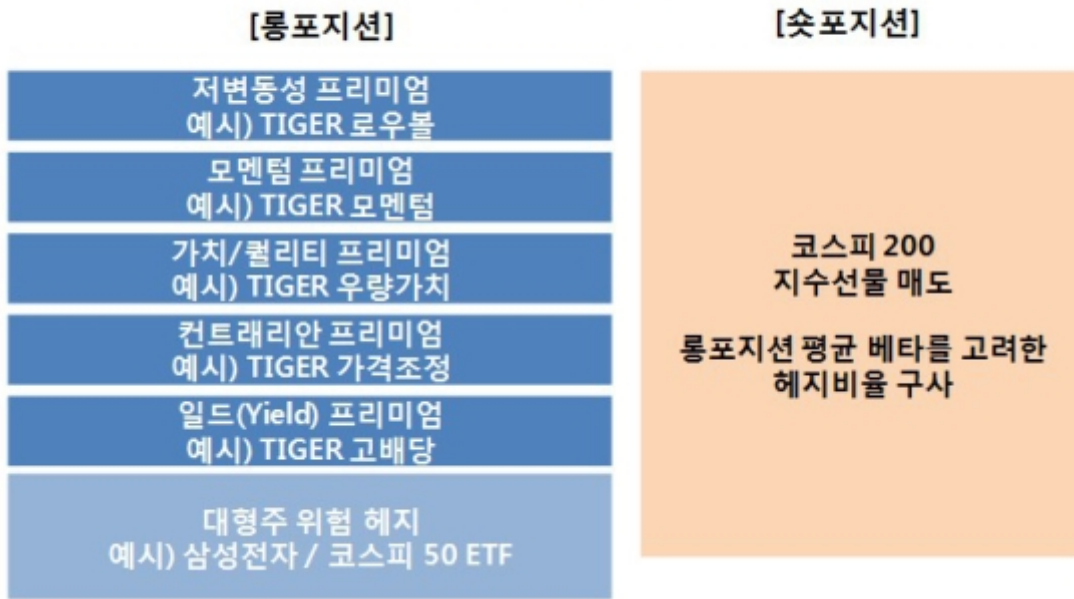 [롱포지션]
저변동성 프리미엄
예시) TIGER 로우볼
모멘텀 프리미엄
예시) TIGER 모멘텀
가치/퀄리티 프리미엄
예시) TIGER 우량가치
컨트래리안 프리미엄
예시) TIGER 가격조정
일드(Yield) 프리미엄
예시) TIGER 고배당
대형주 위험 헤지
예시) 삼성전자 / 코스피 50 ETF
[숏포지션]
코스피 200
지수선물 매도
롱포지션 평균 베타를 고려한
헤지비율 구사